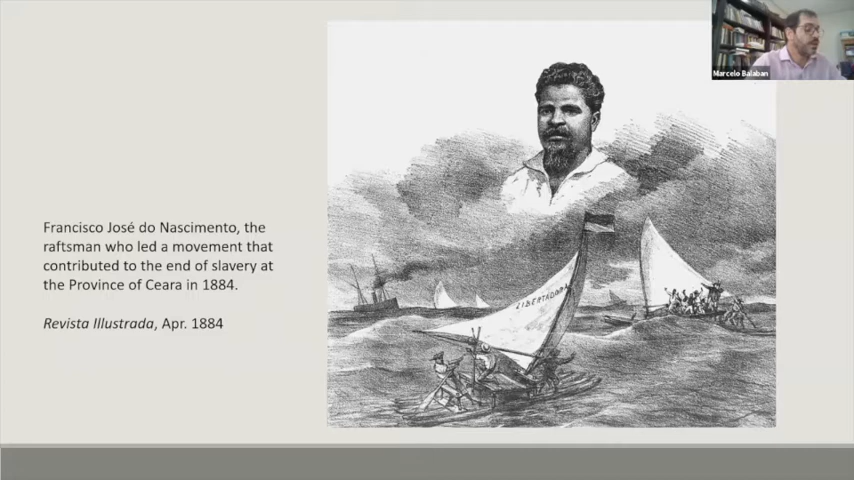 Marcelo Balaban
Francisco José do Nascimento, the
raftsman who led a movement that
contributed to the end of slavery at
the Province of Ceara in 1884.
Revista Illustrada, Apr. 1884
LIBERTADORA